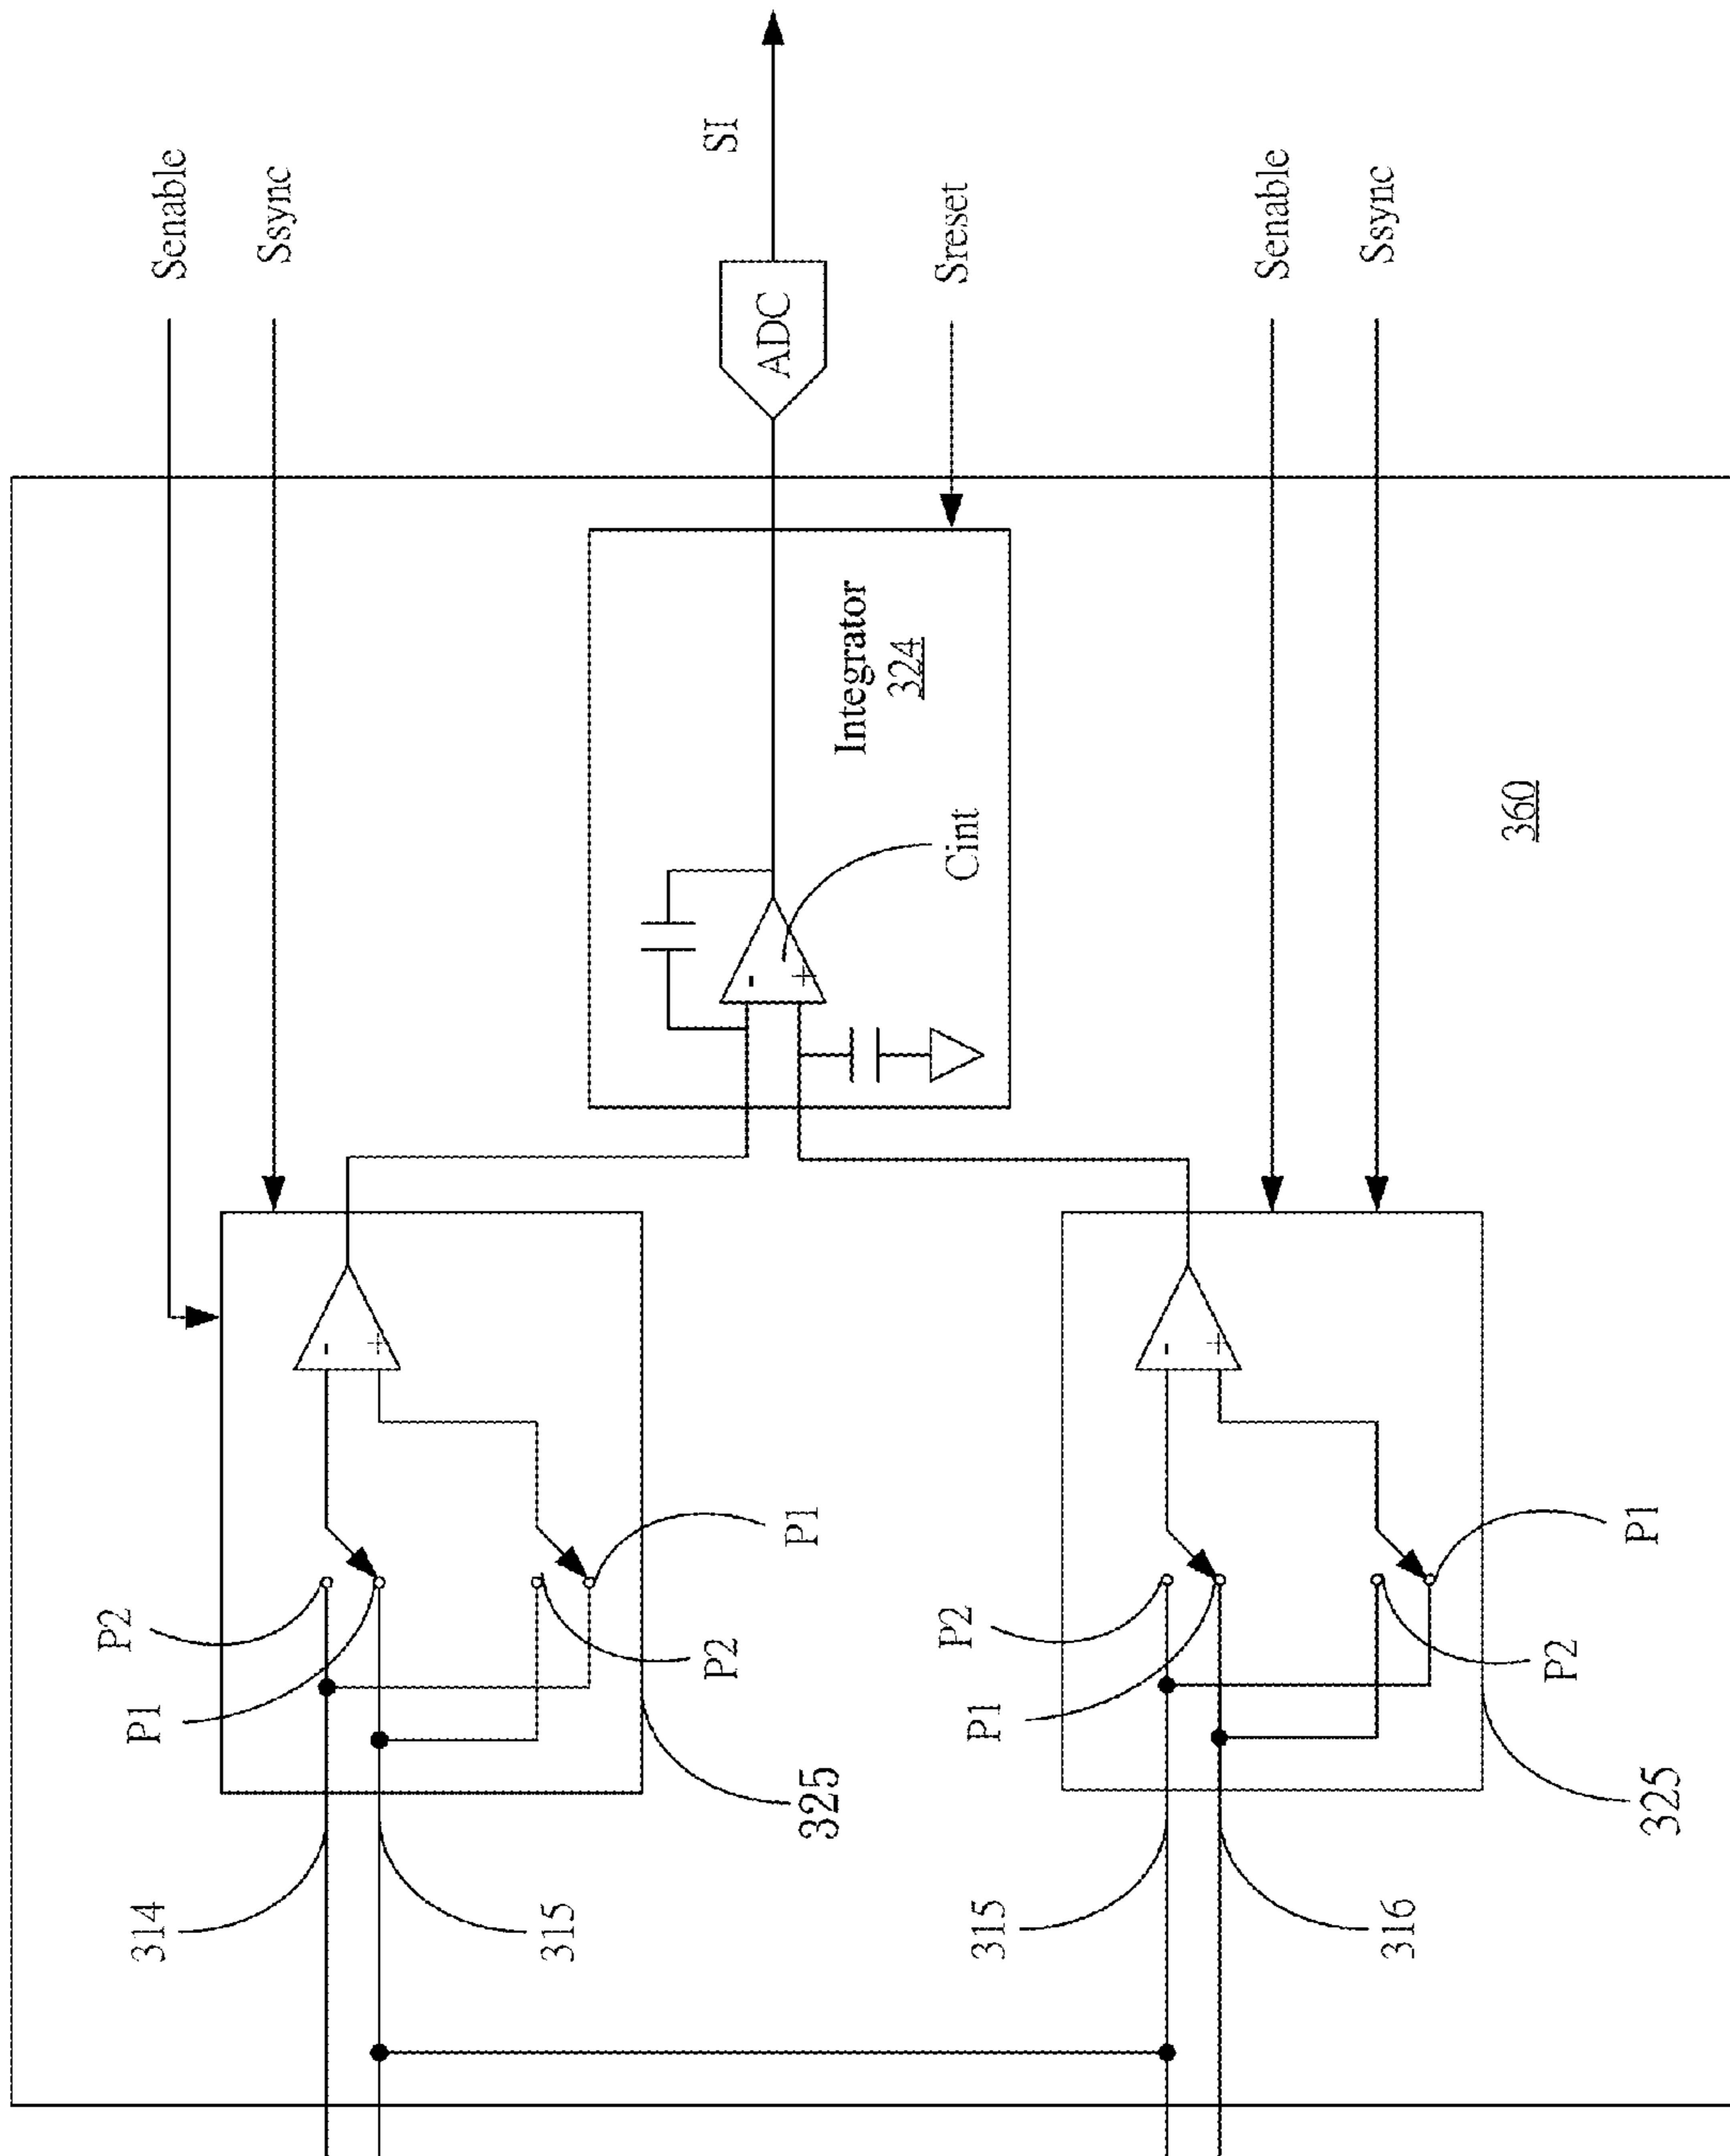 Senable
Ssync
SI
ADC
Sreset
Senable
Ssync
Integrator
324
-
+
Cint
360
-
+
-
+
P2
P1
P2
P1
314
315
325
P2
P1
P2
P1
315
316
325